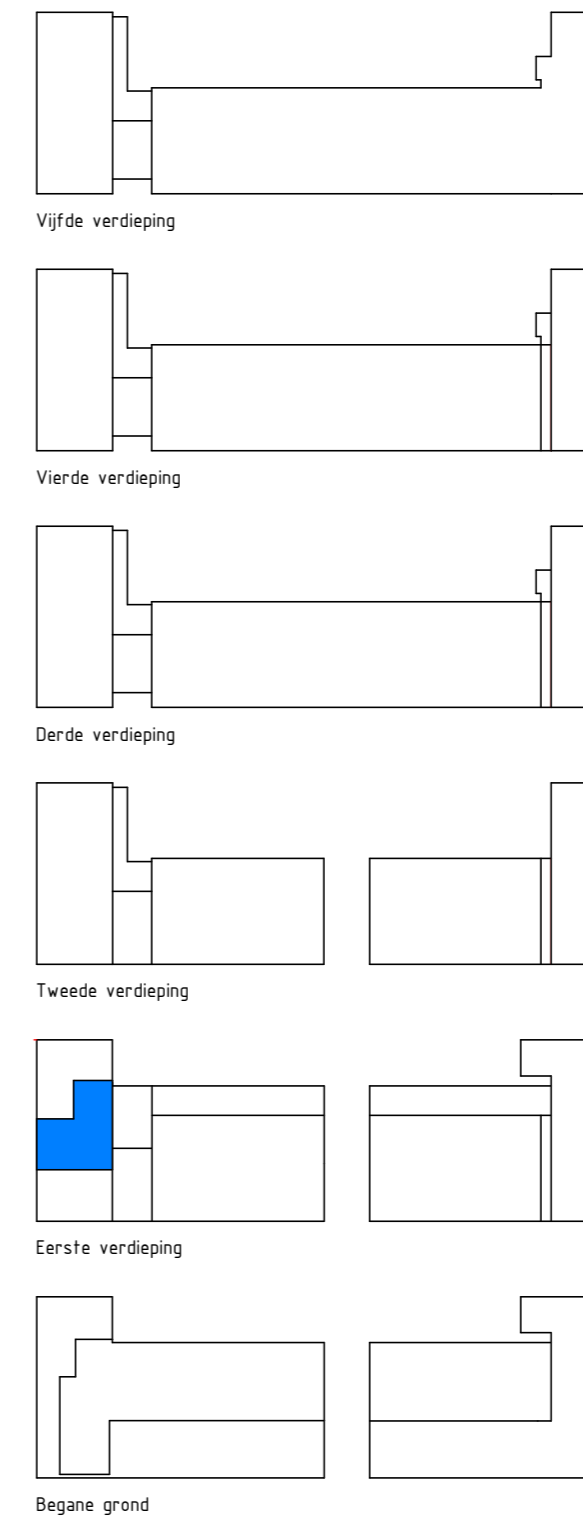 Vijfde verdieping
Vierde verdieping
Derde verdieping
Tweede verdieping
Eerste verdieping
Begane grond